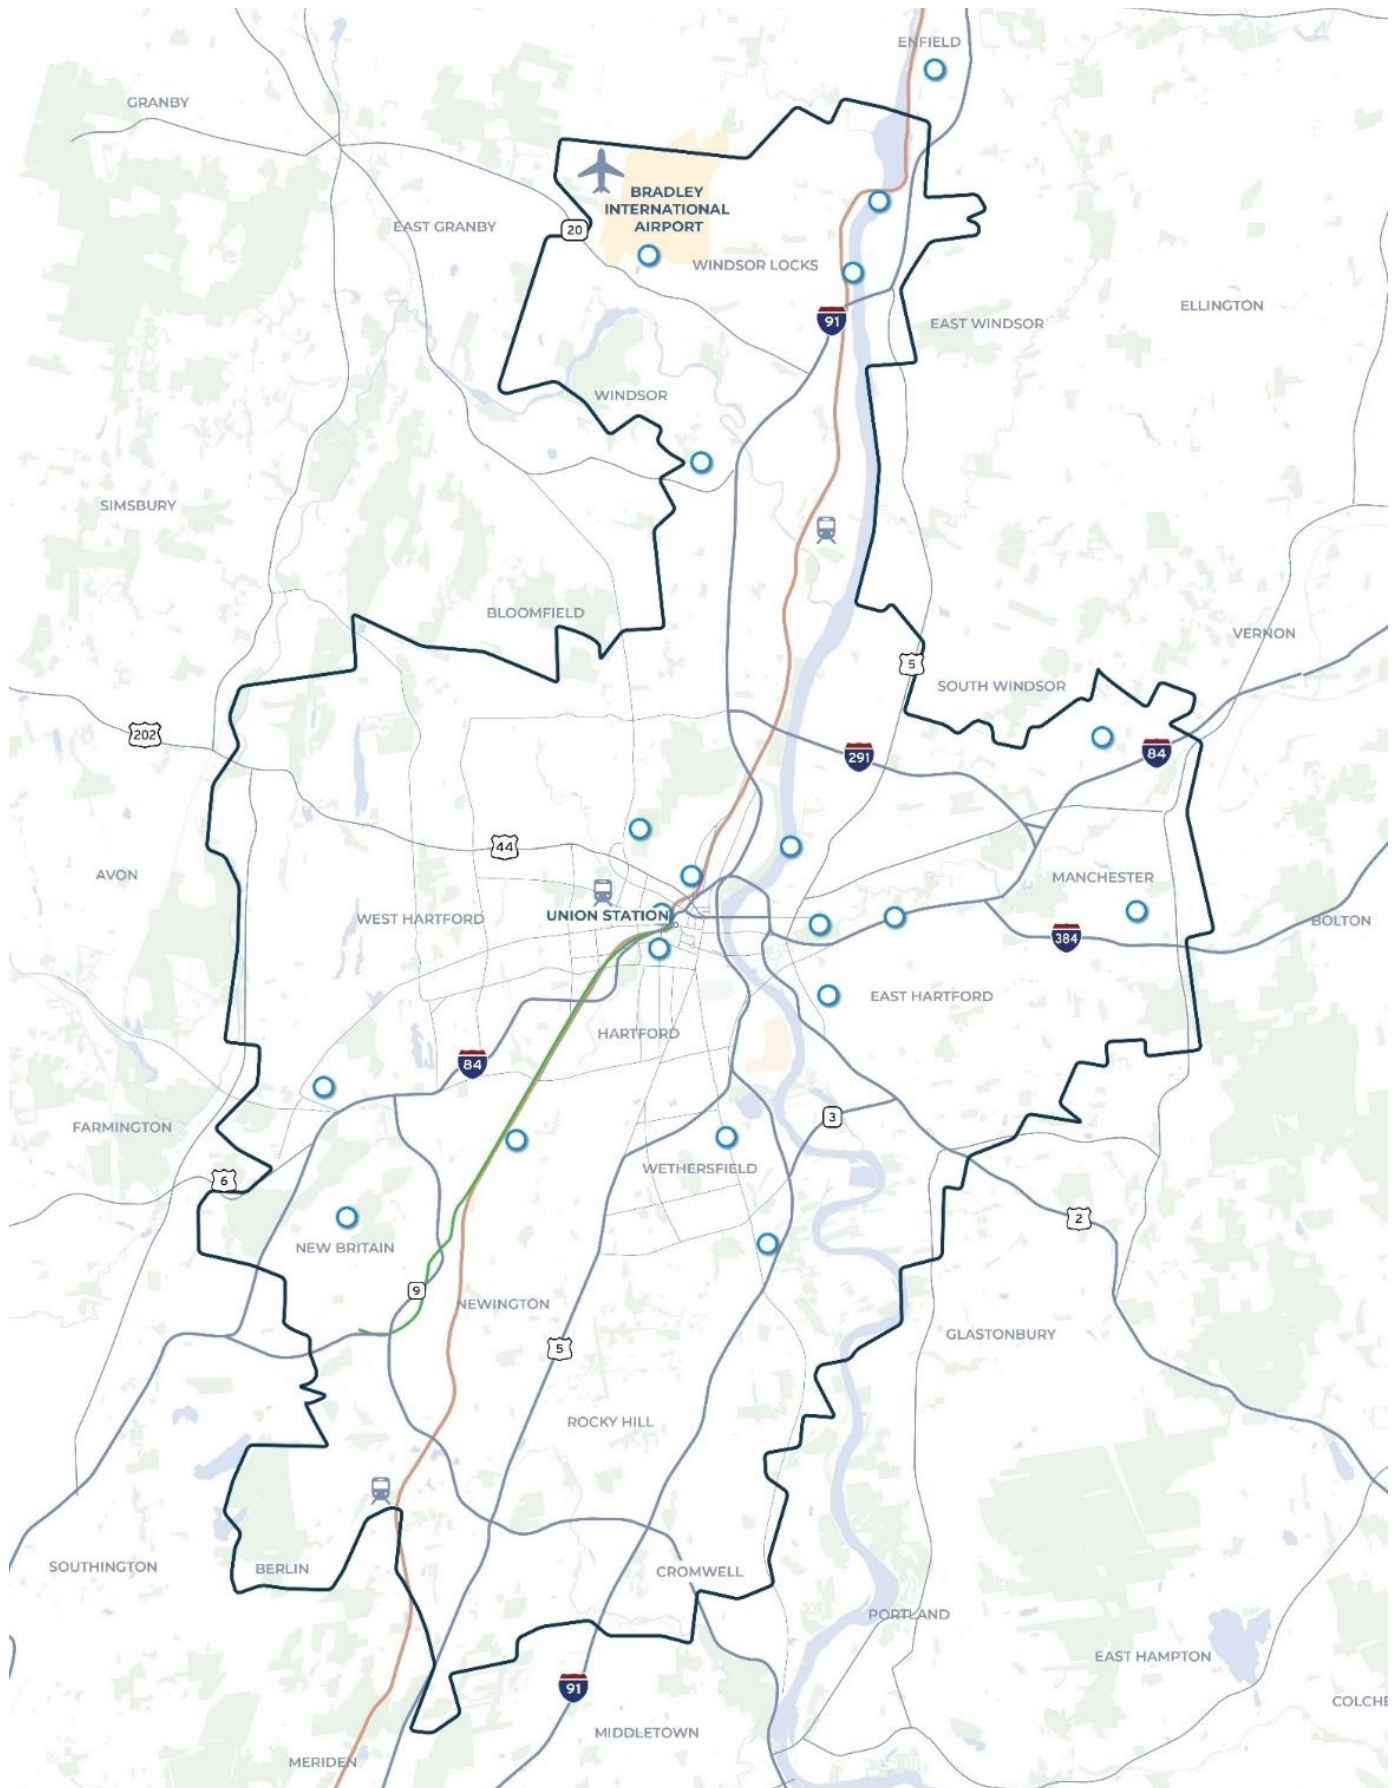 ENFIELD
GRANBY
BRADLEY
INTERNATIONAL
AIRPORT
EAST GRANBY
20
WINDSOR LOCKS
ELLINGTON
91
EAST WINDSOR
WINDSOR
SIMSBURY
BLOOMFIELD
VERNON
5
SOUTH WINDSOR
202
291
84
44
AVON
MANCHESTER
WEST HARTFORD
UNION STATION
BOLTON
384
EAST HARTFORD
HARTFORD
84
3
FARMINGTON
WETHERSFIELD
6
2
NEW BRITAIN
9
NEWINGTON
GLASTONBURY
5
ROCKY HILL
SOUTHINGTON
BERLIN
CROMWELL
PORTLAND
EAST HAMPTON
91
COLCHE
MIDDLETOWN
MERIDEN